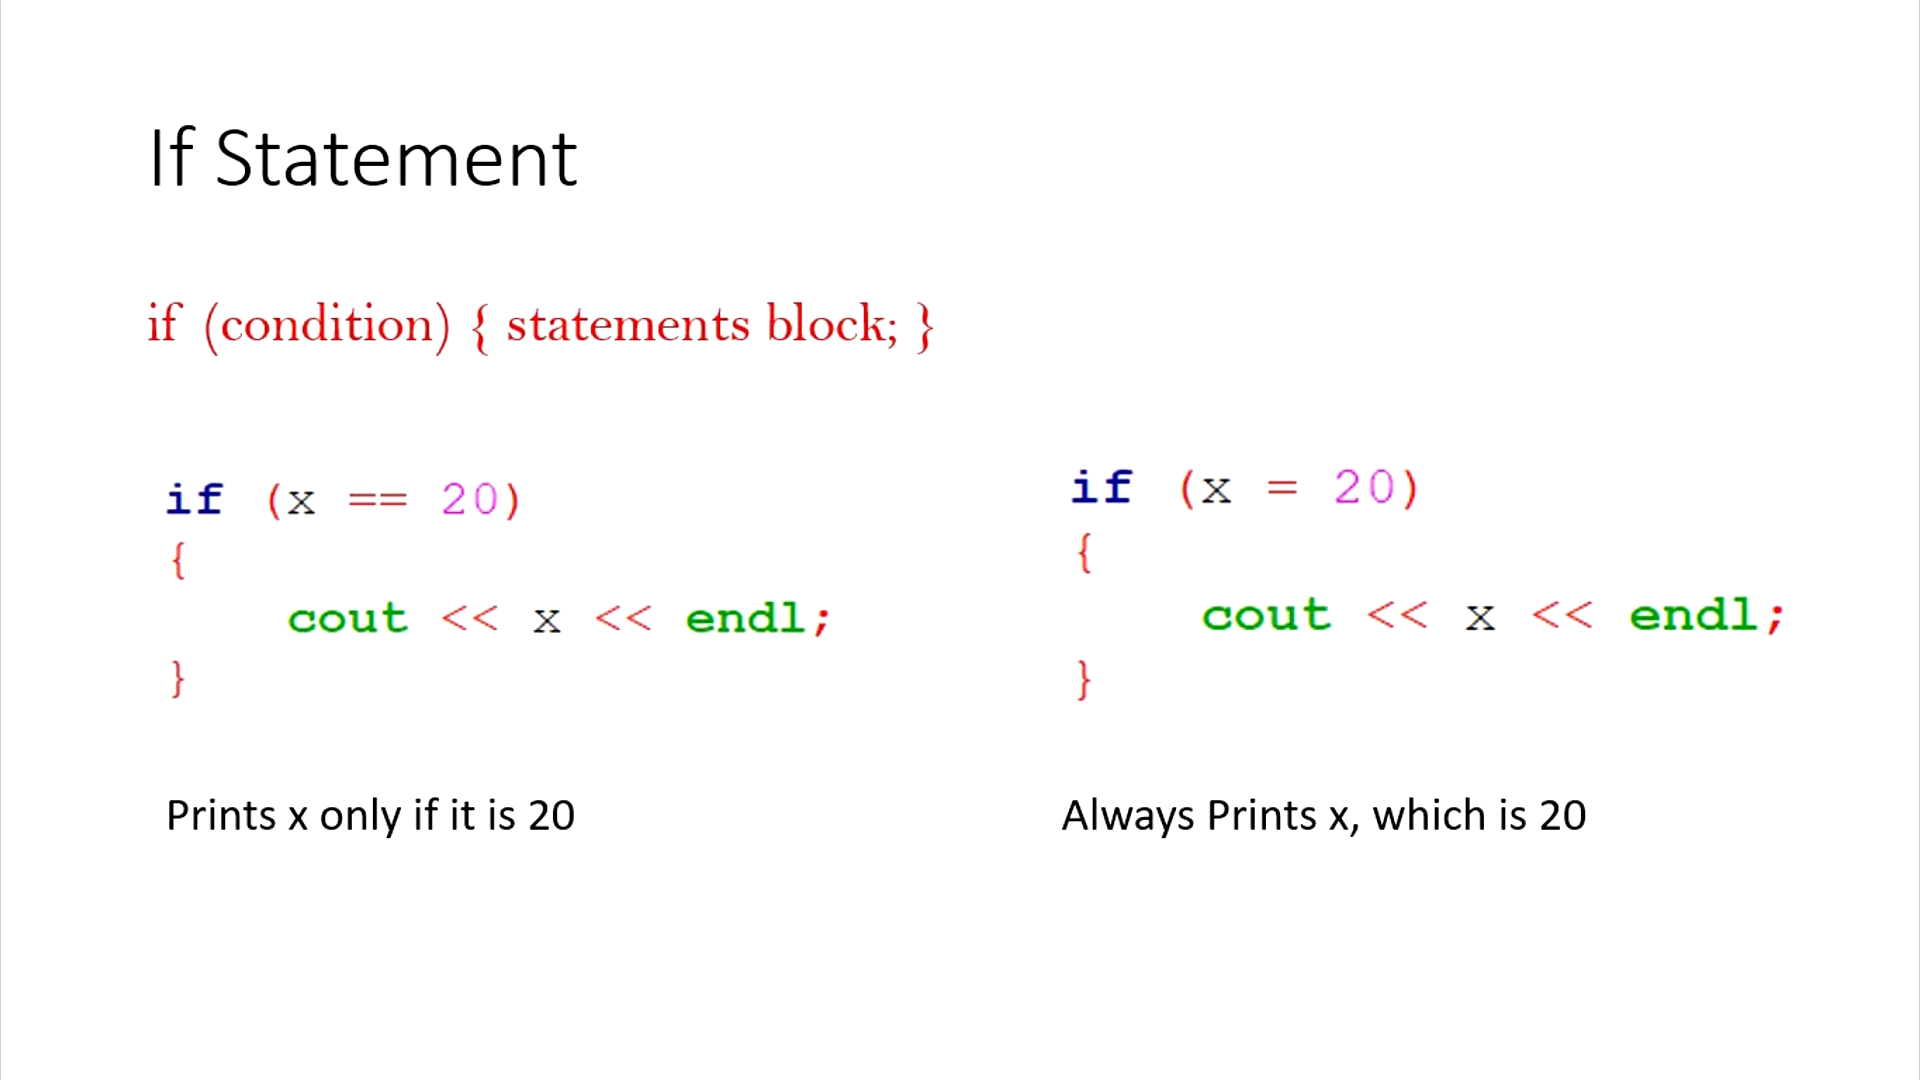 If Statement
if (condition) { statements block; }
if (x == 20)
{
cout << x << endl;
}
Prints x only if it is 20
if (x = 20)
{
cout << x << endl;
}
Always Prints x, which is 20